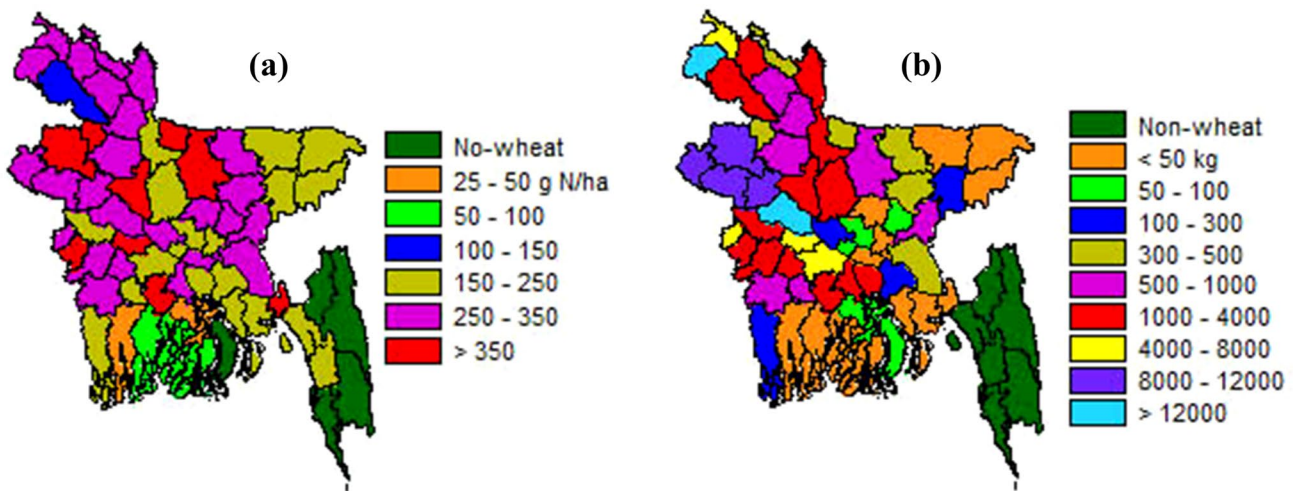 (a)
No-wheat
25 - 50 g N/ha
50 - 100
100 - 150
150 - 250
250 - 350
> 350
(b)
Non-wheat
< 50 kg
50 - 100
100 - 300
300 - 500
500 - 1000
1000 - 4000
4000 - 8000
8000 - 12000
> 12000